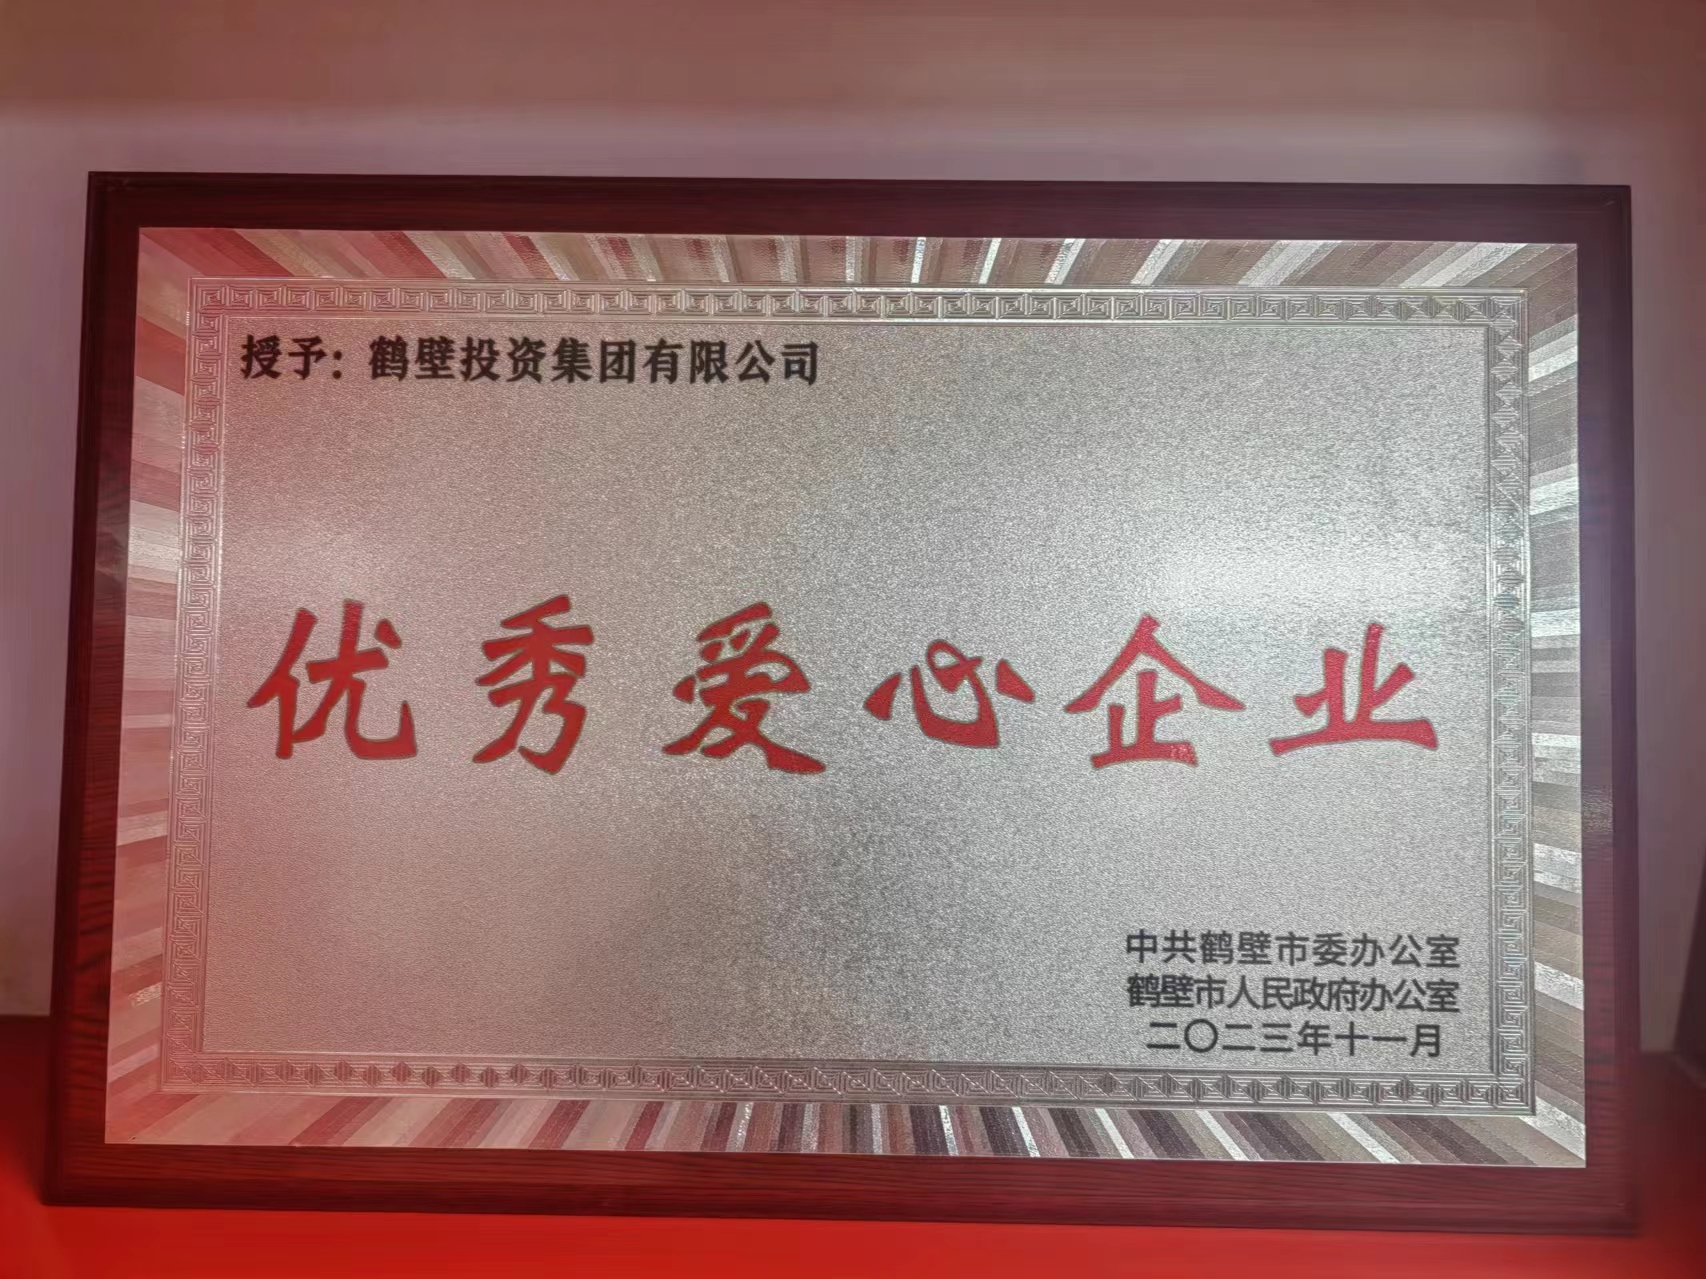 授予：鹤壁投资集团有限公司
优秀爱心企业
中共鹤壁市委办公室
鹤壁市人民政府办公室
二〇二三年十一月